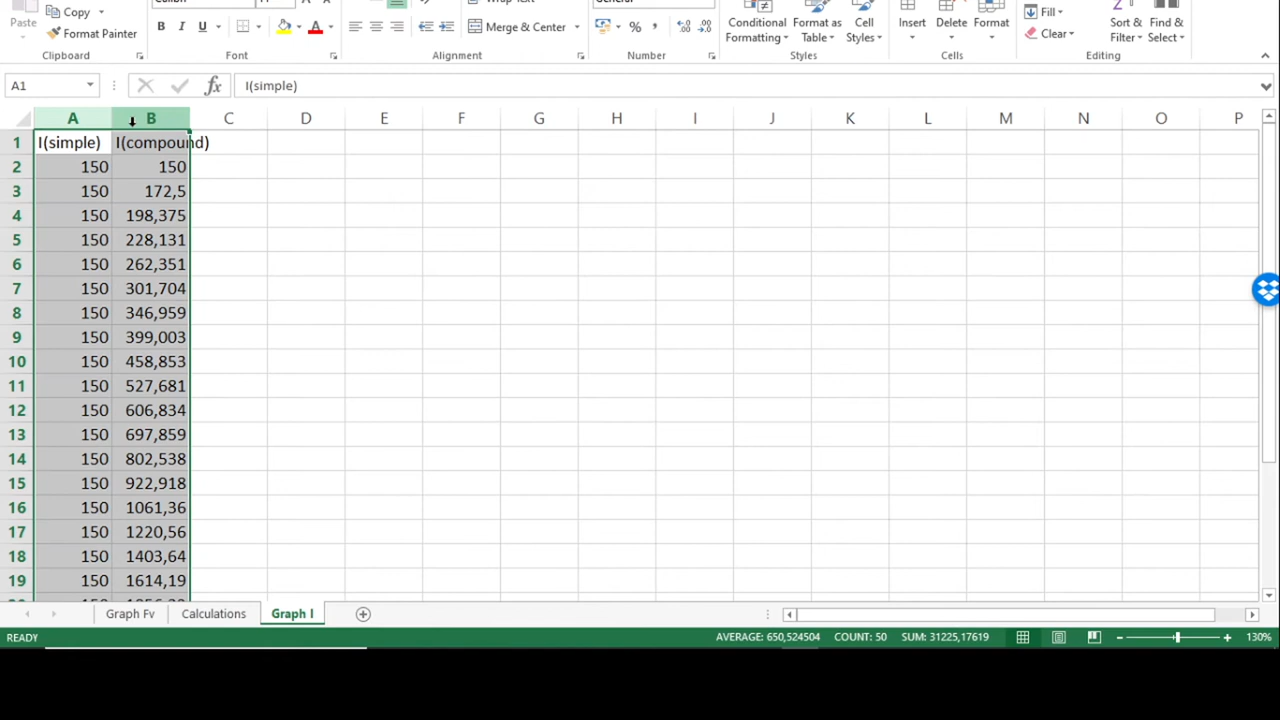 Calibri 11 A A Wrap Text General
Paste Copy
Format Painter
B I U A Merge & Center % , Conditional Formatting Format as Table Cell Styles Insert Delete Format Fill Clear Sort & Filter Find & Select
Clipboard Font Alignment Number Styles Cells Editing
A1 fx I(simple)
A B C D E F G H I J K L M N O P
1 I(simple) I(compound)
2 150 150
3 150 172,5
4 150 198,375
5 150 228,131
6 150 262,351
7 150 301,704
8 150 346,959
9 150 399,003
10 150 458,853
11 150 527,681
12 150 606,834
13 150 697,859
14 150 802,538
15 150 922,918
16 150 1061,36
17 150 1220,56
18 150 1403,64
19 150 1614,19
Graph Fv Calculations Graph I
READY AVERAGE: 650,524504 COUNT: 50 SUM: 31225,17619 130%